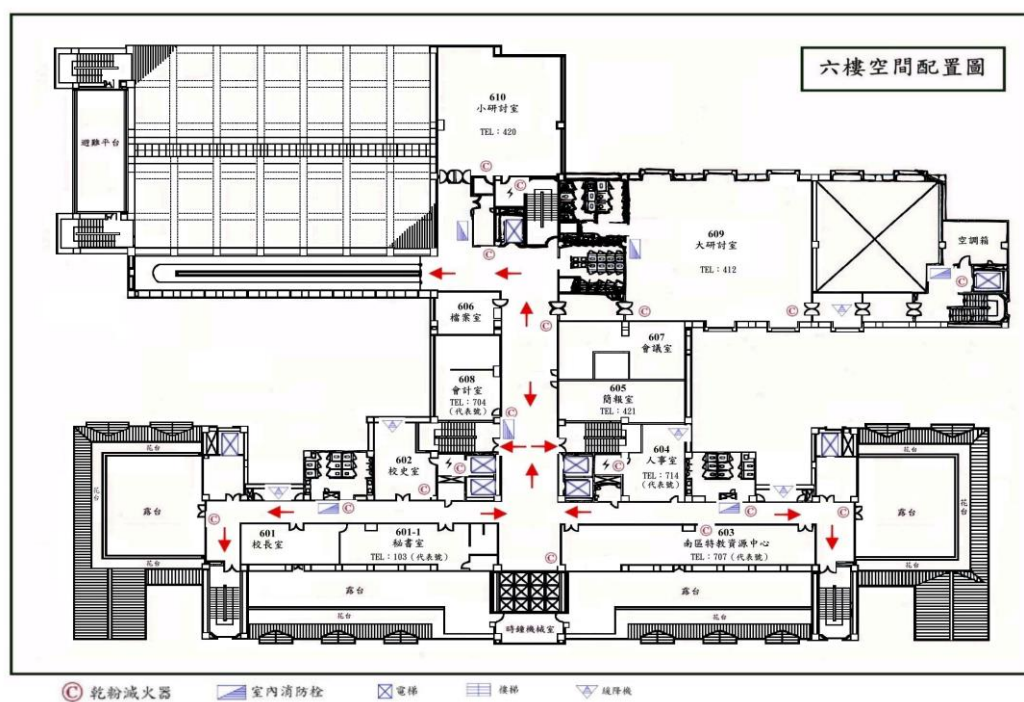 六樓空間配置圖
610
小研討室
TEL：420
避難平台
609
大研討室
TEL：412
空調箱
606
檔案室
607
會議室
608
會計室
TEL：704
(代表號)
605
簡報室
TEL：421
602
校史室
604
人事室
TEL：714
(代表號)
花台
花台
花台
花台
露台
露台
601
校長室
601-1
秘書室
TEL：103 (代表號)
603
南區特教資源中心
TEL：707 (代表號)
花台
花台
露台
露台
花台
花台
時鐘機械室
C 乾粉滅火器
室內消防栓
電梯
樓梯
緩降機